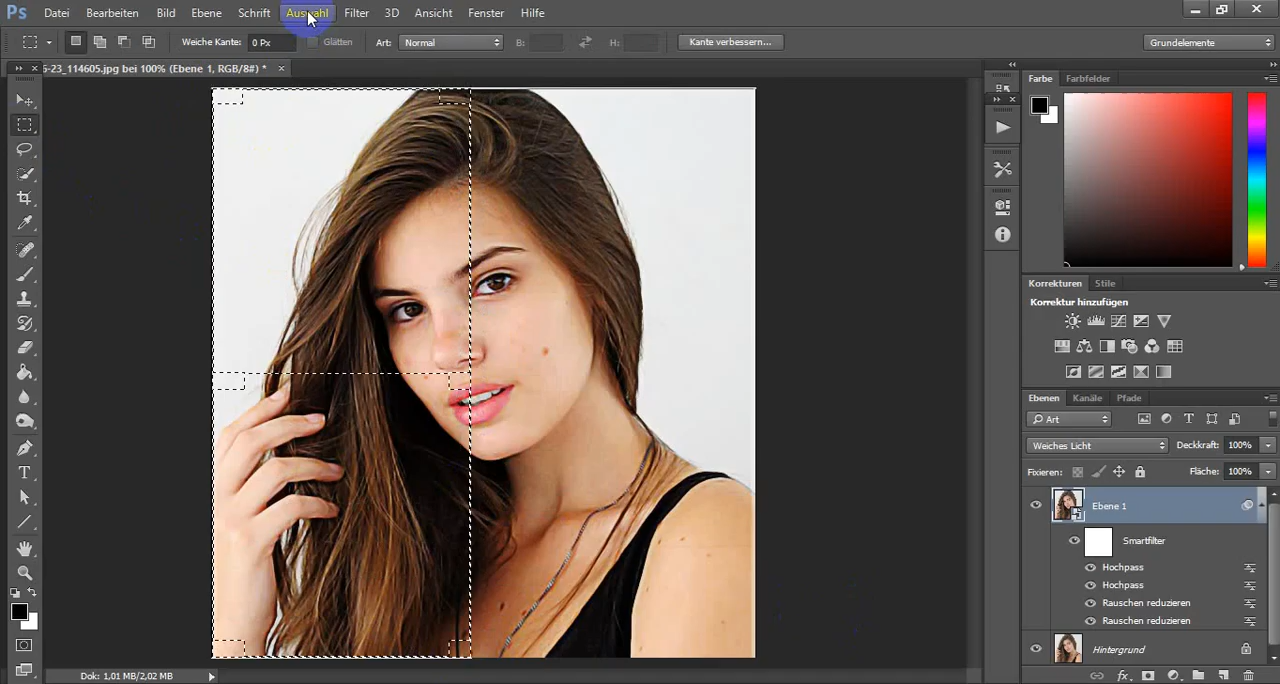 Ps Datei Bearbeiten Bild Ebene Schrift Auswahl Filter 3D Ansicht Fenster Hilfe
Weiche Kante: 0 Px Glätten Art: Normal B: H: Kante verbessern... Grundelemente
5-23_114605.jpg bei 100% (Ebene 1, RGB/8#) *
Farbe Farbfelder
Korrekturen Stile
Korrektur hinzufügen
Ebenen Kanäle Pfade
Art
Weiches Licht Deckkraft: 100%
Fixieren: Fläche: 100%
Ebene 1
Smartfilter
Hochpass
Hochpass
Rauschen reduzieren
Rauschen reduzieren
Hintergrund
Dok: 1,01 MB/2,02 MB
fx